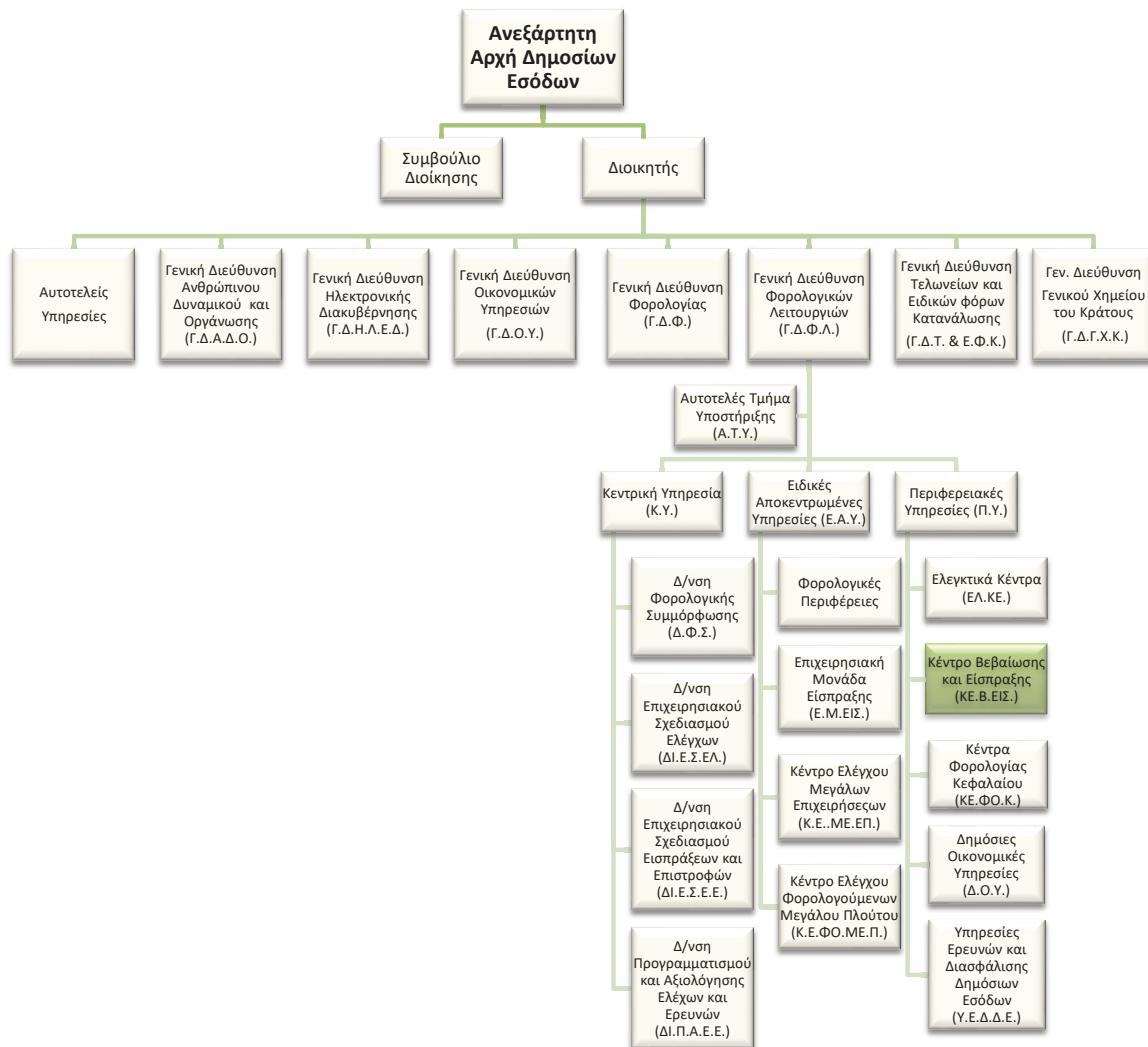 Ανεξάρτητη
Αρχή Δημοσίων
Εσόδων
Συμβούλιο
Διοίκησης
Διοικητής
Αυτοτελείς
Υπηρεσίες
Γενική Διεύθυνση
Ανθρώπινου
Δυναμικού και
Οργάνωσης
(Γ.Δ.Α.Δ.Ο.)
Γενική Διεύθυνση
Ηλεκτρονικής
Διακυβέρνησης
(Γ.Δ.Η.Λ.Ε.Δ.)
Γενική Διεύθυνση
Οικονομικών
Υπηρεσιών
(Γ.Δ.Ο.Υ.)
Γενική Διεύθυνση
Φορολογίας
(Γ.Δ.Φ.)
Γενική Διεύθυνση
Φορολογικών
Λειτουργιών
(Γ.Δ.Φ.Λ.)
Γενική Διεύθυνση
Τελωνείων και
Ειδικών φόρων
Κατανάλωσης
(Γ.Δ.Τ. & Ε.Φ.Κ.)
Γεν. Διεύθυνση
Γενικού Χημείου
του Κράτους
(Γ.Δ.Γ.Χ.Κ.)
Αυτοτελές Τμήμα
Υποστήριξης
(Α.Τ.Υ.)
Κεντρική Υπηρεσία
(Κ.Υ.)
Ειδικές
Αποκεντρωμένες
Υπηρεσίες (Ε.Α.Υ.)
Περιφερειακές
Υπηρεσίες (Π.Υ.)
Δ/νση
Φορολογικής
Συμμόρφωσης
(Δ.Φ.Σ.)
Δ/νση
Επιχειρησιακού
Σχεδιασμού
Ελέγχων
(ΔΙ.Ε.Σ.ΕΛ.)
Δ/νση
Επιχειρησιακού
Σχεδιασμού
Εισπράξεων και
Επιστροφών
(ΔΙ.Ε.Σ.Ε.Ε.)
Δ/νση
Προγραμματισμού
και Αξιολόγησης
Ελέχων και
Ερευνών
(ΔΙ.Π.Α.Ε.Ε.)
Φορολογικές
Περιφέρειες
Επιχειρησιακή
Μονάδα
Είσπραξης
(Ε.Μ.ΕΙΣ.)
Κέντρο Ελέγχου
Μεγάλων
Επιχειρήσεςων
(Κ.Ε..ΜΕ.ΕΠ.)
Κέντρο Ελέγχου
Φορολογούμενων
Μεγάλου Πλούτου
(Κ.Ε.ΦΟ.ΜΕ.Π.)
Ελεγκτικά Κέντρα
(ΕΛ.ΚΕ.)
Κέντρο Βεβαίωσης
και Είσπραξης
(ΚΕ.Β.ΕΙΣ.)
Κέντρα
Φορολογίας
Κεφαλαίου
(ΚΕ.ΦΟ.Κ.)
Δημόσιες
Οικονομικές
Υπηρεσίες
(Δ.Ο.Υ.)
Υπηρεσίες
Ερευνών και
Διασφάλισης
Δημόσιων
Εσόδων
(Υ.Ε.Δ.Δ.Ε.)